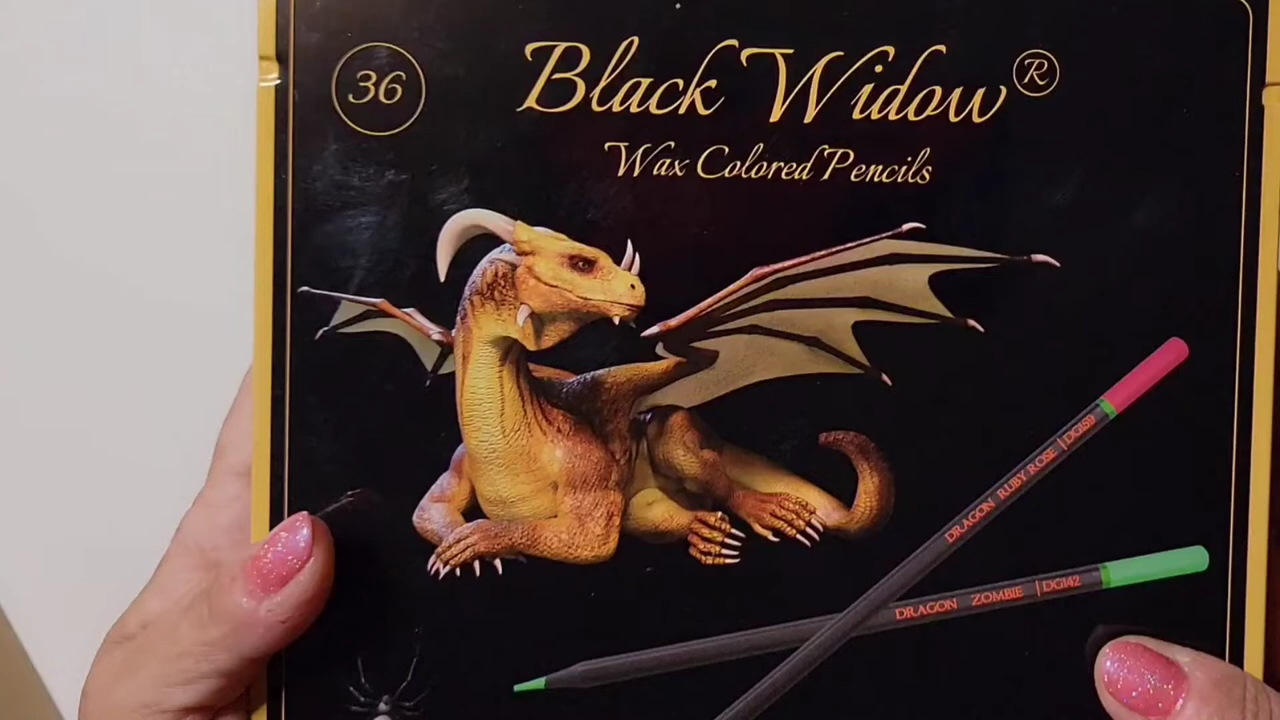 36
Black Widow®
Wax Colored Pencils
DRAGON RUBY ROSE | DG159
DRAGON ZOMBIE | DG142